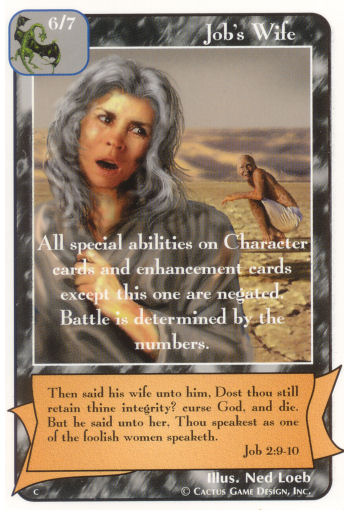 6/7
Job's Wife
All special abilities on Character
cards and enhancement cards
except this one are negated.
Battle is determined by the
numbers.
Then said his wife unto him, Dost thou still
retain thine integrity? curse God, and die.
But he said unto her, Thou speakest as one
of the foolish women speaketh.
Job 2:9-10
Illus. Ned Loeb
C © Cactus Game Design, Inc.